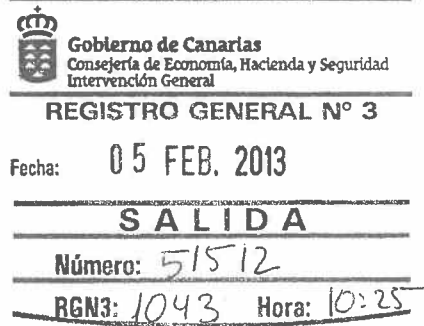 Gobierno de Canarias
Consejería de Economía, Hacienda y Seguridad
Intervención General
REGISTRO GENERAL Nº 3
Fecha: 05 FEB. 2013
SALIDA
Número: 51512
RGN3: 1043 Hora: 10:25